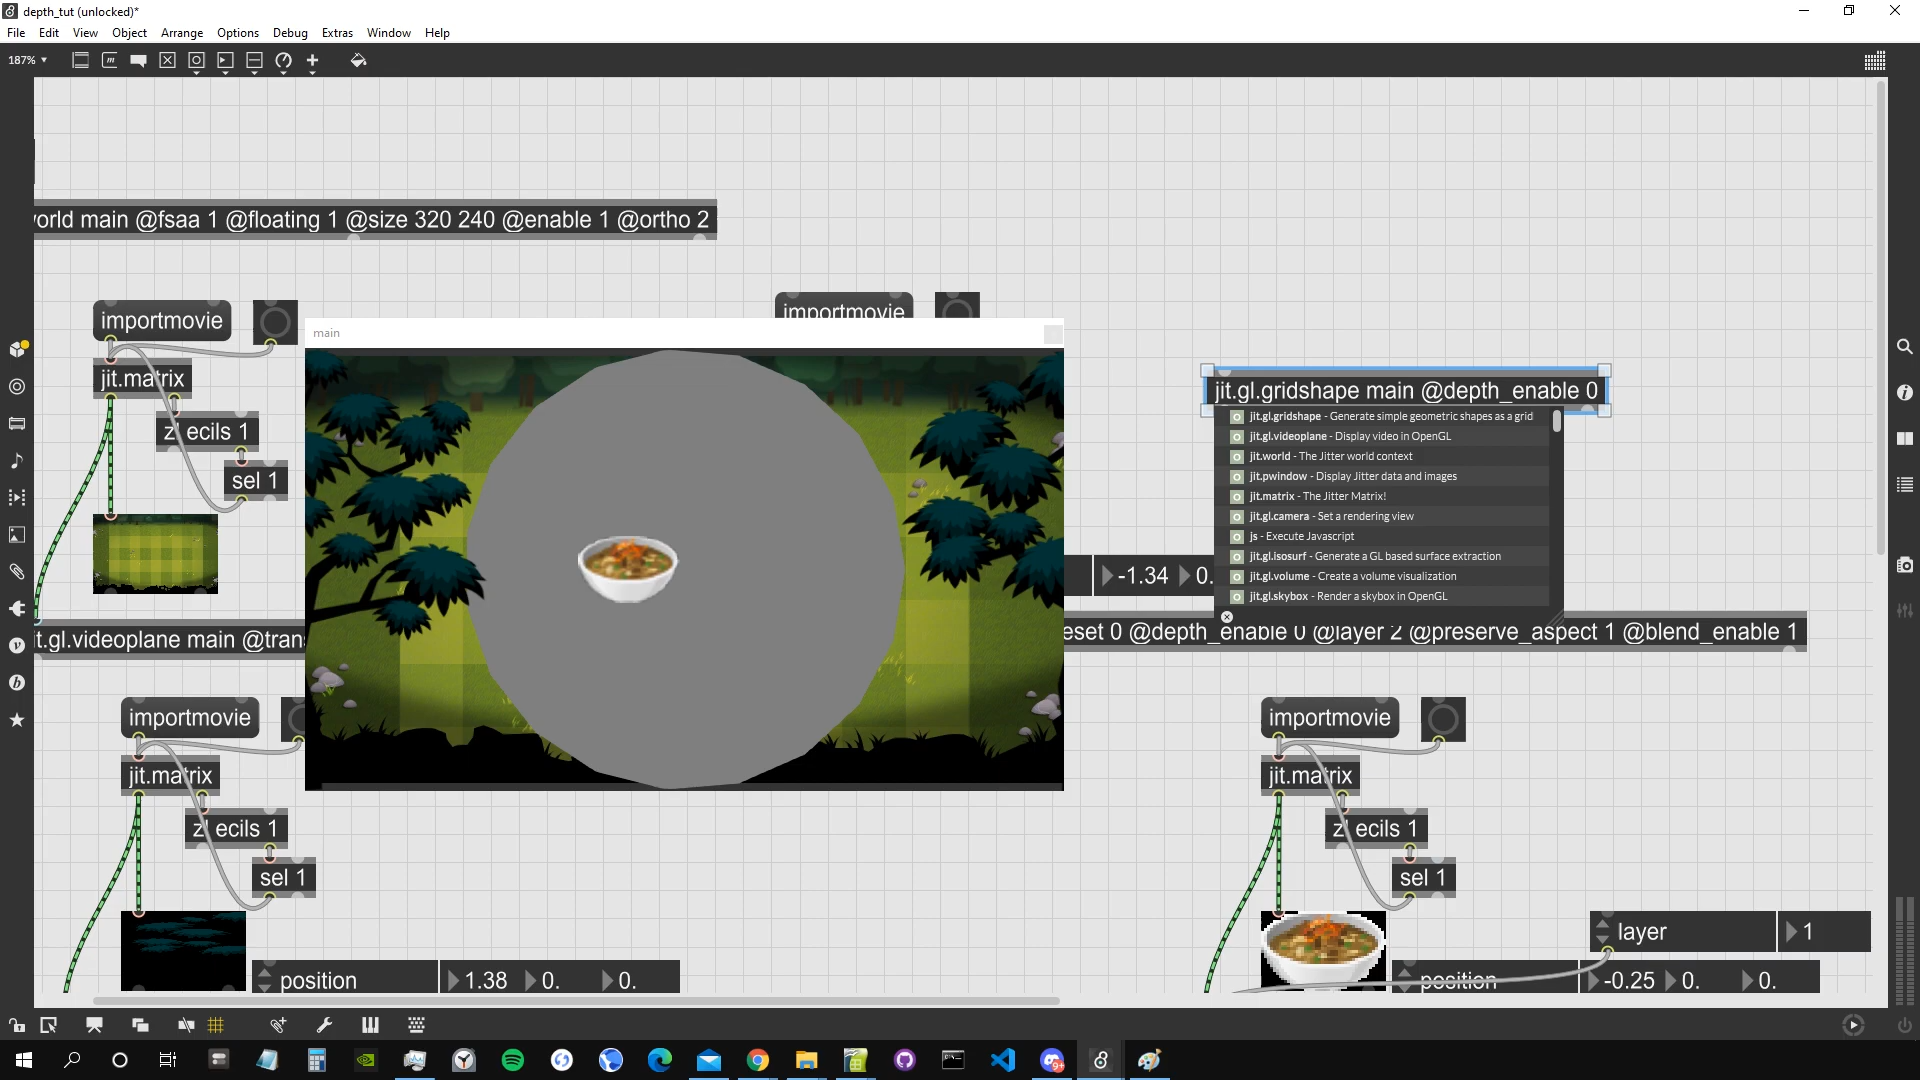 depth_tut (unlocked)*
File Edit View Object Arrange Options Debug Extras Window Help
187%
world main @fsaa 1 @floating 1 @size 320 240 @enable 1 @ortho 2
importmovie
importmovie
main
jit.matrix
jit.gl.gridshape main @depth_enable 0
jit.gl.gridshape - Generate simple geometric shapes as a grid
jit.gl.videoplane - Display video in OpenGL
jit.world - The Jitter world context
jit.pwindow - Display Jitter data and images
jit.matrix - The Jitter Matrix!
jit.gl.camera - Set a rendering view
js - Execute Javascript
jit.gl.isosurf - Generate a GL based surface extraction
jit.gl.volume - Create a volume visualization
jit.gl.skybox - Render a skybox in OpenGL
zl ecils 1
sel 1
-1.34 0.
it.gl.videoplane main @trans
eset 0 @depth_enable 0 @layer 2 @preserve_aspect 1 @blend_enable 1
importmovie
jit.matrix
zl ecils 1
sel 1
position 1.38 0. 0.
importmovie
jit.matrix
zl ecils 1
sel 1
layer 1
position -0.25 0. 0.